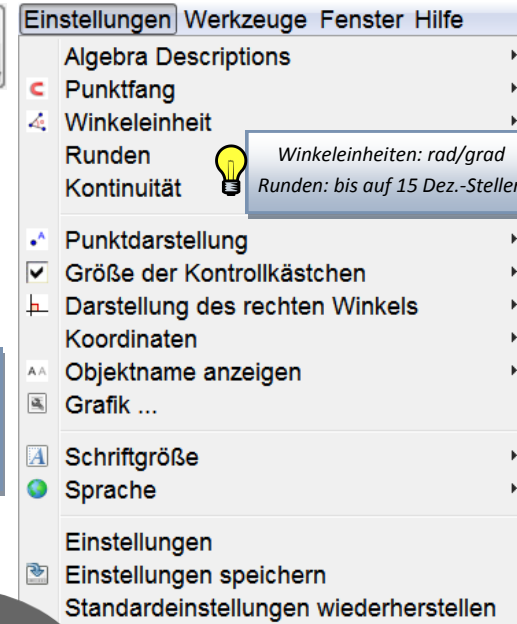 Einstellungen Werkzeuge Fenster Hilfe
Algebra Descriptions
Punktfang
Winkeleinheit
Runden
Kontinuität
Winkeleinheiten: rad/grad
Runden: bis auf 15 Dez.-Stellen
Punktdarstellung
Größe der Kontrollkästchen
Darstellung des rechten Winkels
Koordinaten
Objektname anzeigen
Grafik ...
Schriftgröße
Sprache
Einstellungen
Einstellungen speichern
Standardeinstellungen wiederherstellen